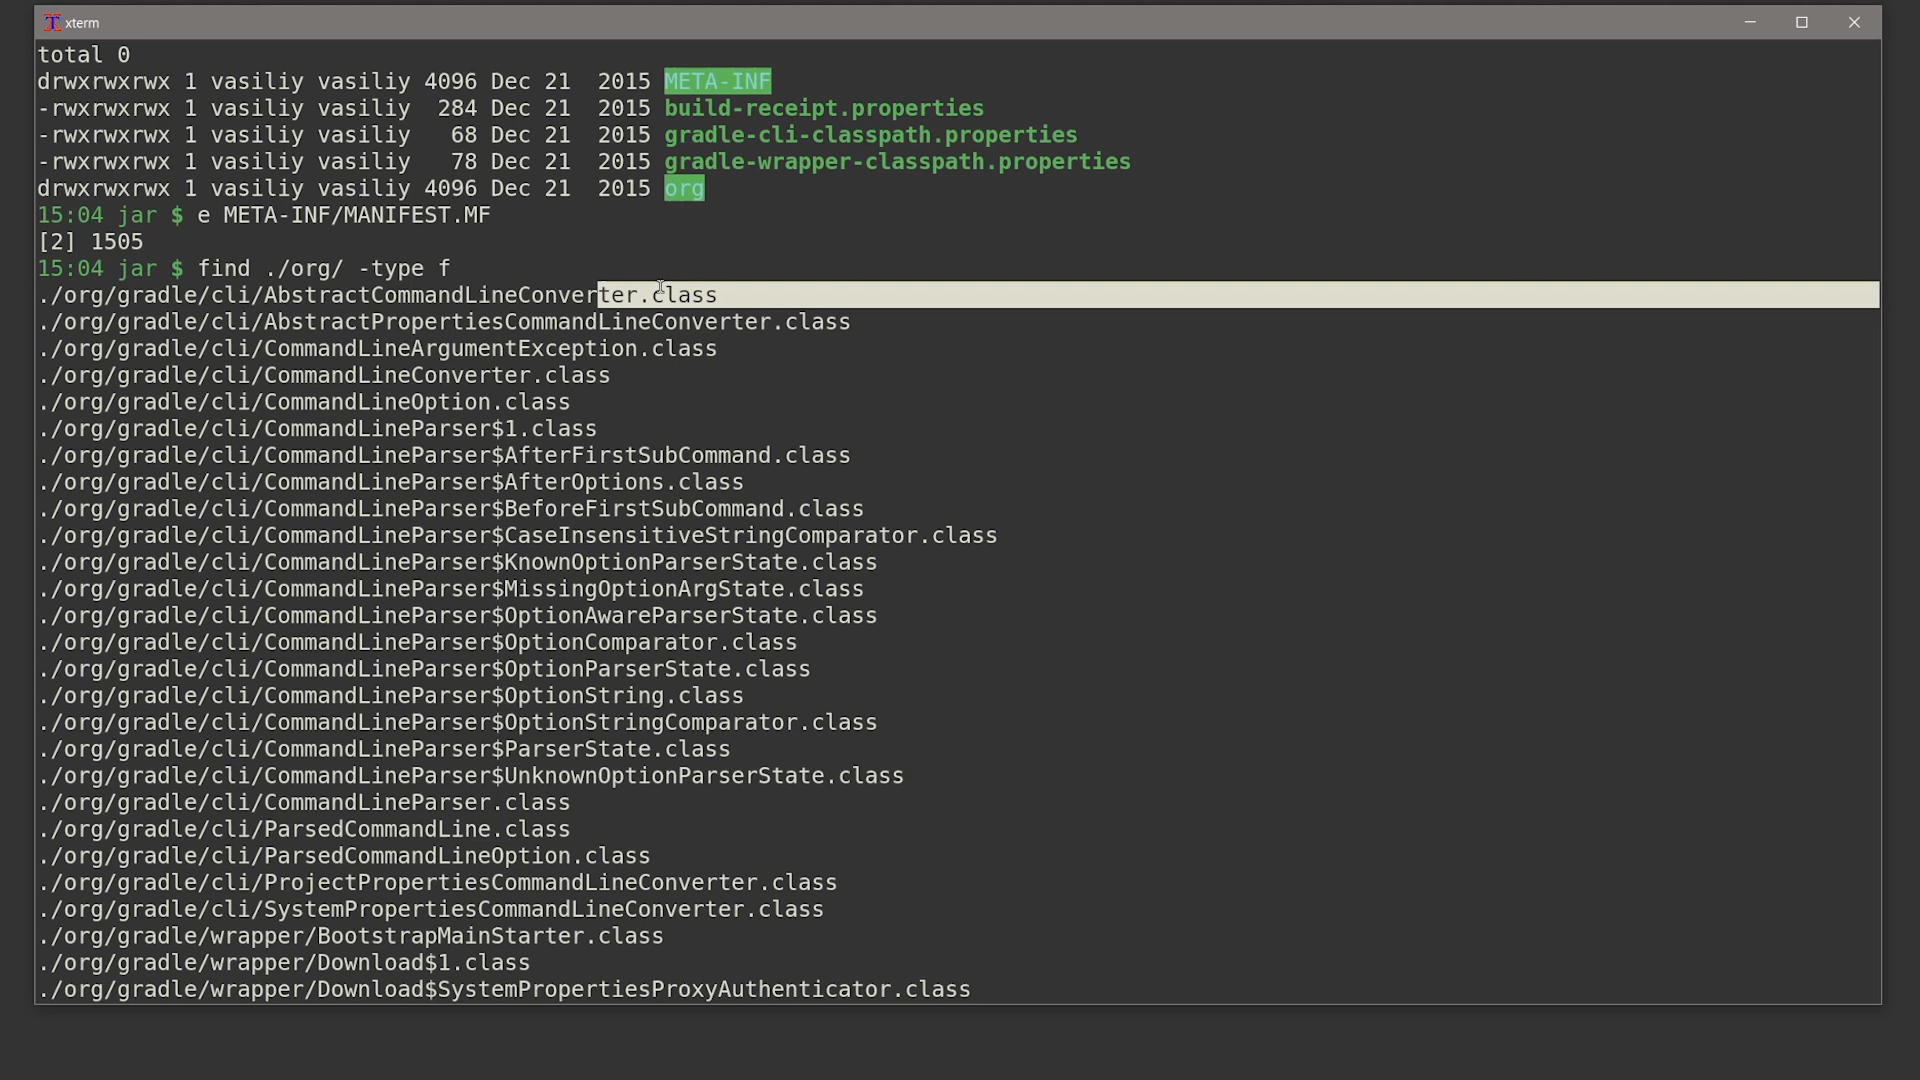 xterm
total 0
drwxrwxrwx 1 vasiliy vasiliy 4096 Dec 21  2015 META-INF
-rwxrwxrwx 1 vasiliy vasiliy  284 Dec 21  2015 build-receipt.properties
-rwxrwxrwx 1 vasiliy vasiliy   68 Dec 21  2015 gradle-cli-classpath.properties
-rwxrwxrwx 1 vasiliy vasiliy   78 Dec 21  2015 gradle-wrapper-classpath.properties
drwxrwxrwx 1 vasiliy vasiliy 4096 Dec 21  2015 org
15:04 jar $ e META-INF/MANIFEST.MF
[2] 1505
15:04 jar $ find ./org/ -type f
./org/gradle/cli/AbstractCommandLineConverter.class
./org/gradle/cli/AbstractPropertiesCommandLineConverter.class
./org/gradle/cli/CommandLineArgumentException.class
./org/gradle/cli/CommandLineConverter.class
./org/gradle/cli/CommandLineOption.class
./org/gradle/cli/CommandLineParser$1.class
./org/gradle/cli/CommandLineParser$AfterFirstSubCommand.class
./org/gradle/cli/CommandLineParser$AfterOptions.class
./org/gradle/cli/CommandLineParser$BeforeFirstSubCommand.class
./org/gradle/cli/CommandLineParser$CaseInsensitiveStringComparator.class
./org/gradle/cli/CommandLineParser$KnownOptionParserState.class
./org/gradle/cli/CommandLineParser$MissingOptionArgState.class
./org/gradle/cli/CommandLineParser$OptionAwareParserState.class
./org/gradle/cli/CommandLineParser$OptionComparator.class
./org/gradle/cli/CommandLineParser$OptionParserState.class
./org/gradle/cli/CommandLineParser$OptionString.class
./org/gradle/cli/CommandLineParser$OptionStringComparator.class
./org/gradle/cli/CommandLineParser$ParserState.class
./org/gradle/cli/CommandLineParser$UnknownOptionParserState.class
./org/gradle/cli/CommandLineParser.class
./org/gradle/cli/ParsedCommandLine.class
./org/gradle/cli/ParsedCommandLineOption.class
./org/gradle/cli/ProjectPropertiesCommandLineConverter.class
./org/gradle/cli/SystemPropertiesCommandLineConverter.class
./org/gradle/wrapper/BootstrapMainStarter.class
./org/gradle/wrapper/Download$1.class
./org/gradle/wrapper/Download$SystemPropertiesProxyAuthenticator.class